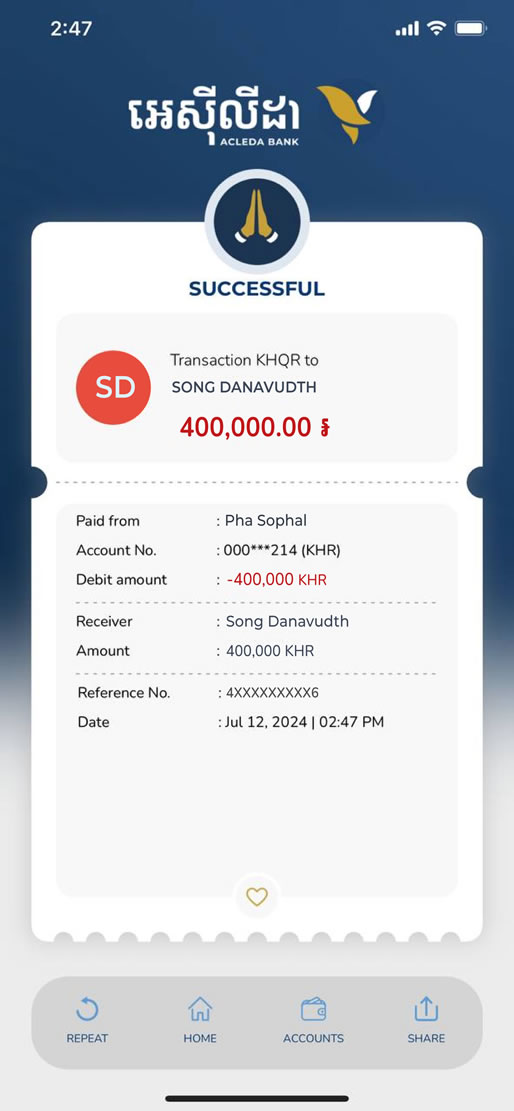 2:47
អេស៊ីលីដា
ACLEDA BANK
SUCCESSFUL
SD
Transaction KHQR to
SONG DANAVUDTH
400,000.00 ៛
Paid from : Pha Sophal
Account No. : 000***214 (KHR)
Debit amount : -400,000 KHR
Receiver : Song Danavudth
Amount : 400,000 KHR
Reference No. : 4XXXXXXXXX6
Date : Jul 12, 2024 | 02:47 PM
REPEAT HOME ACCOUNTS SHARE